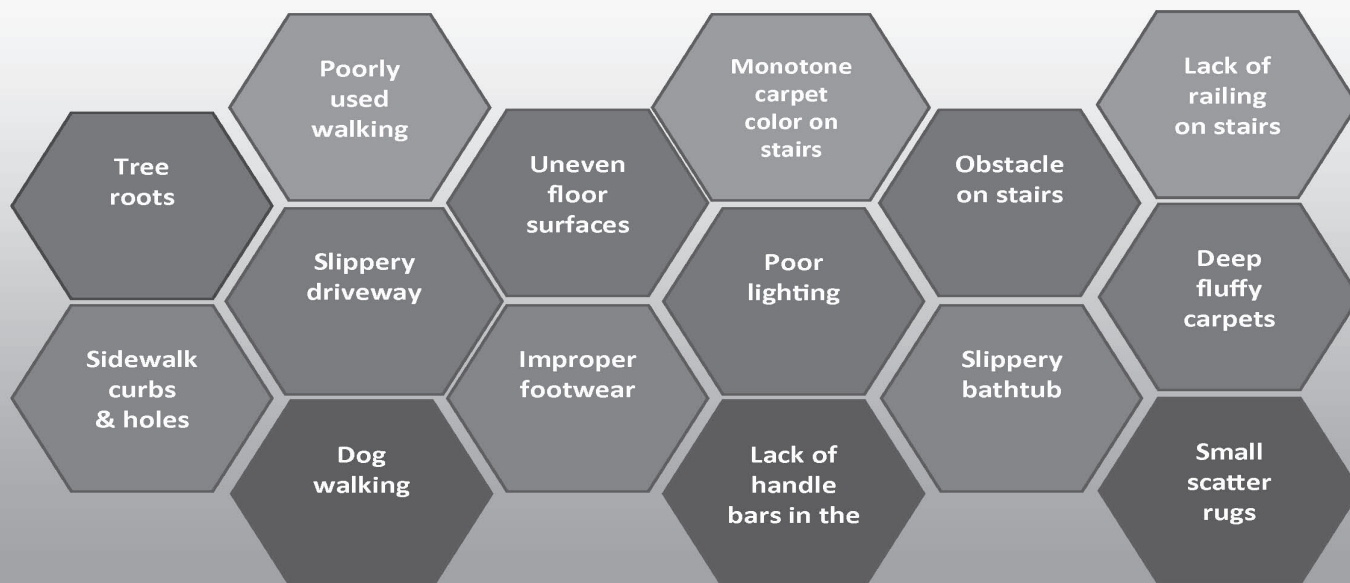 Poorly
used
walking
Monotone
carpet
color on
stairs
Lack of
railing
on stairs
Tree
roots
Uneven
floor
surfaces
Obstacle
on stairs
Slippery
driveway
Poor
lighting
Deep
fluffy
carpets
Sidewalk
curbs
& holes
Improper
footwear
Slippery
bathtub
Dog
walking
Lack of
handle
bars in the
Small
scatter
rugs